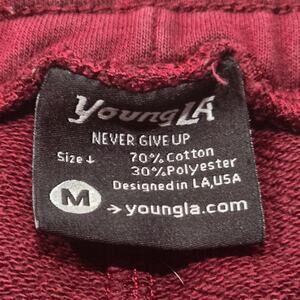 YoungLA
NEVER GIVE UP
Size ↓ 70% Cotton
30% Polyester
Designed in LA,USA
M → youngla.com